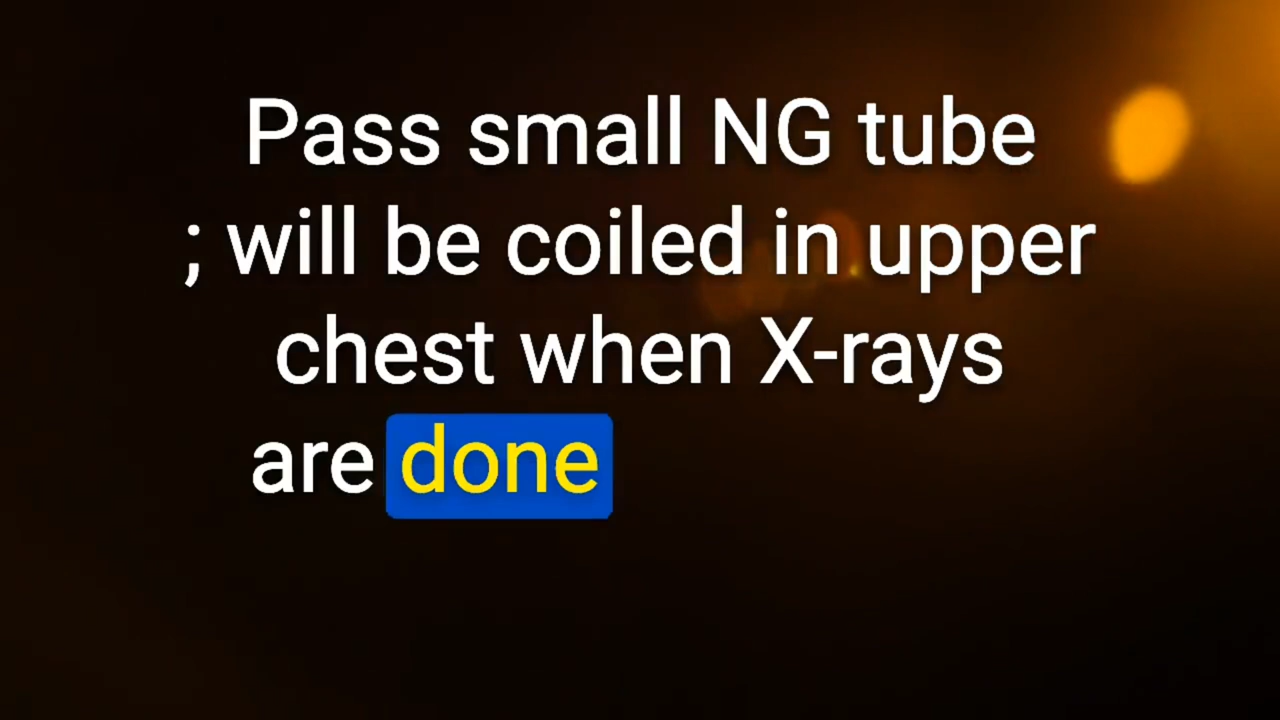 Pass small NG tube
; will be coiled in upper
chest when X-rays
are done